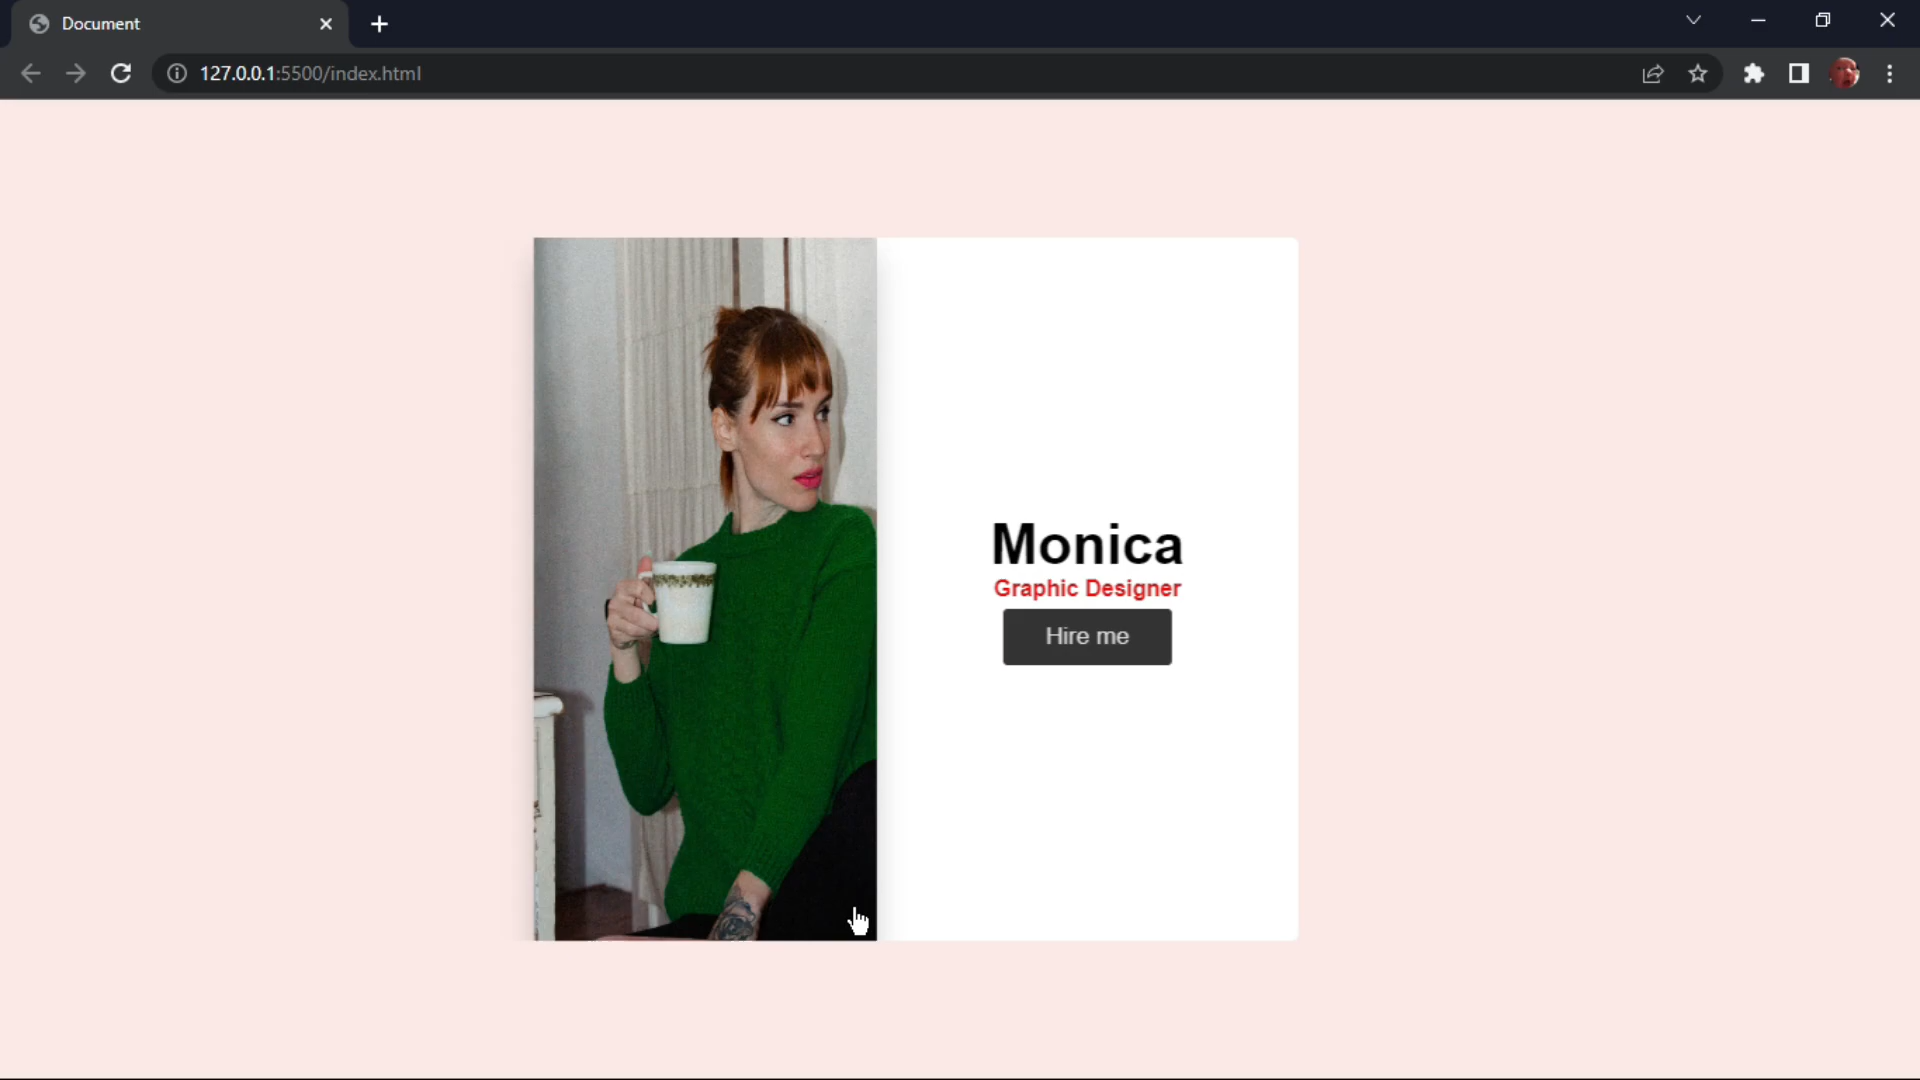 Document
127.0.0.1:5500/index.html
Monica
Graphic Designer
Hire me